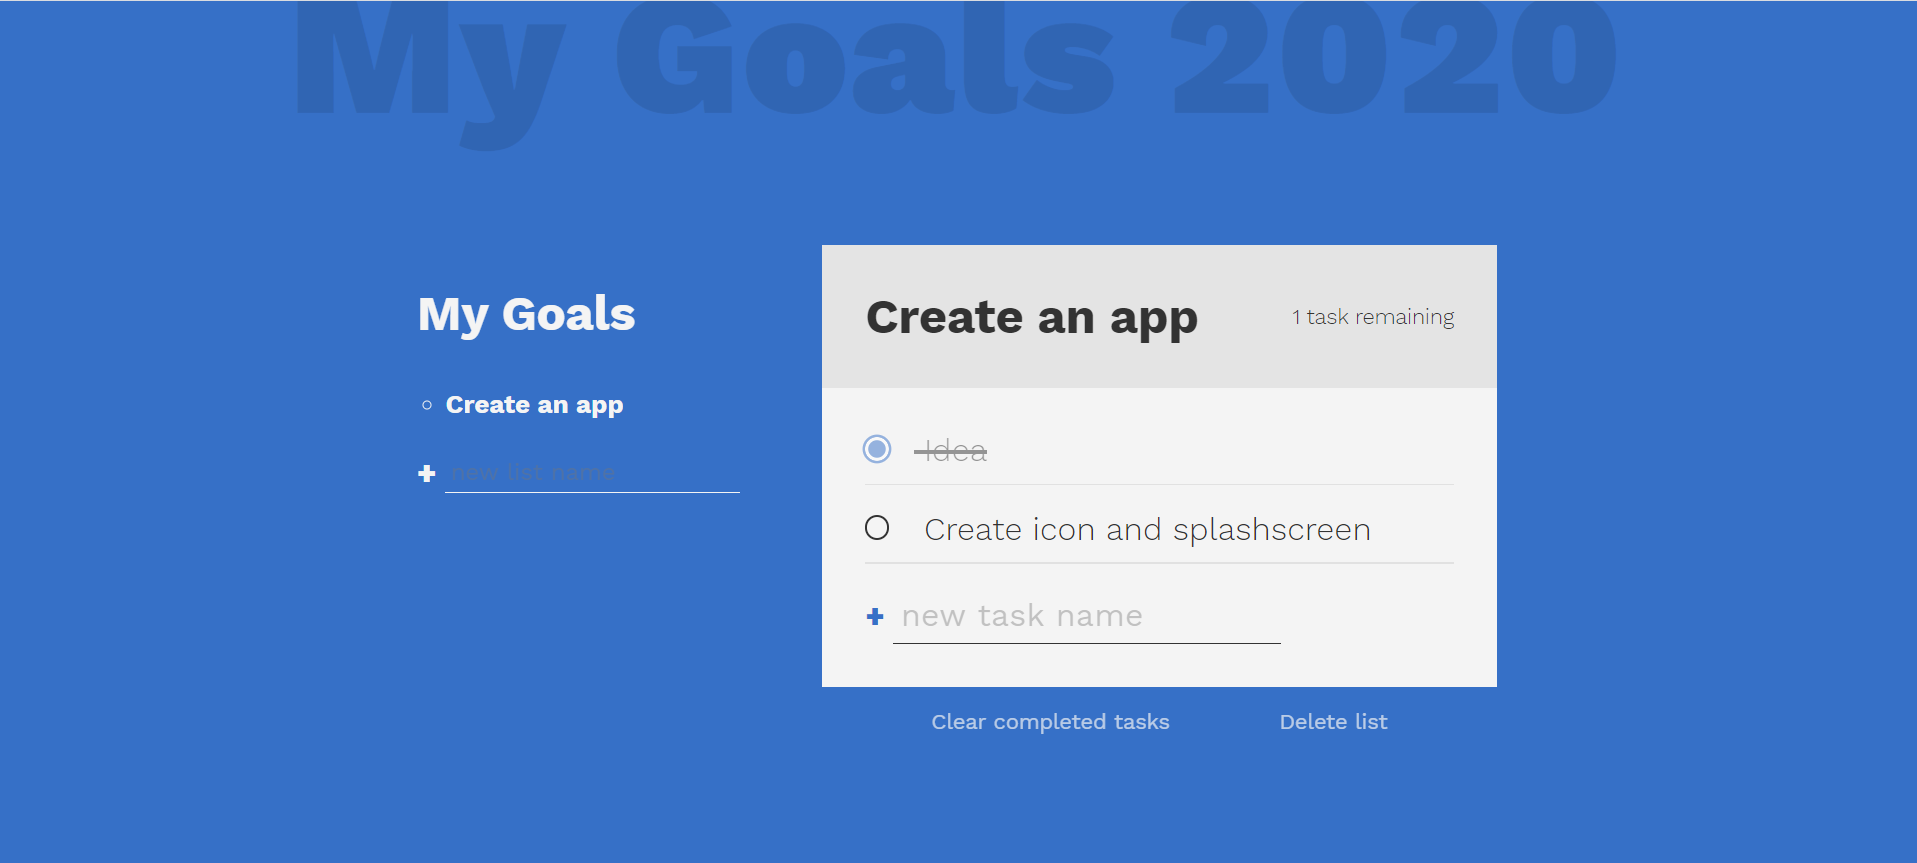 My Goals 2020
My Goals
Create an app
+ new list name
Create an app
1 task remaining
Idea
Create icon and splashscreen
+ new task name
Clear completed tasks
Delete list